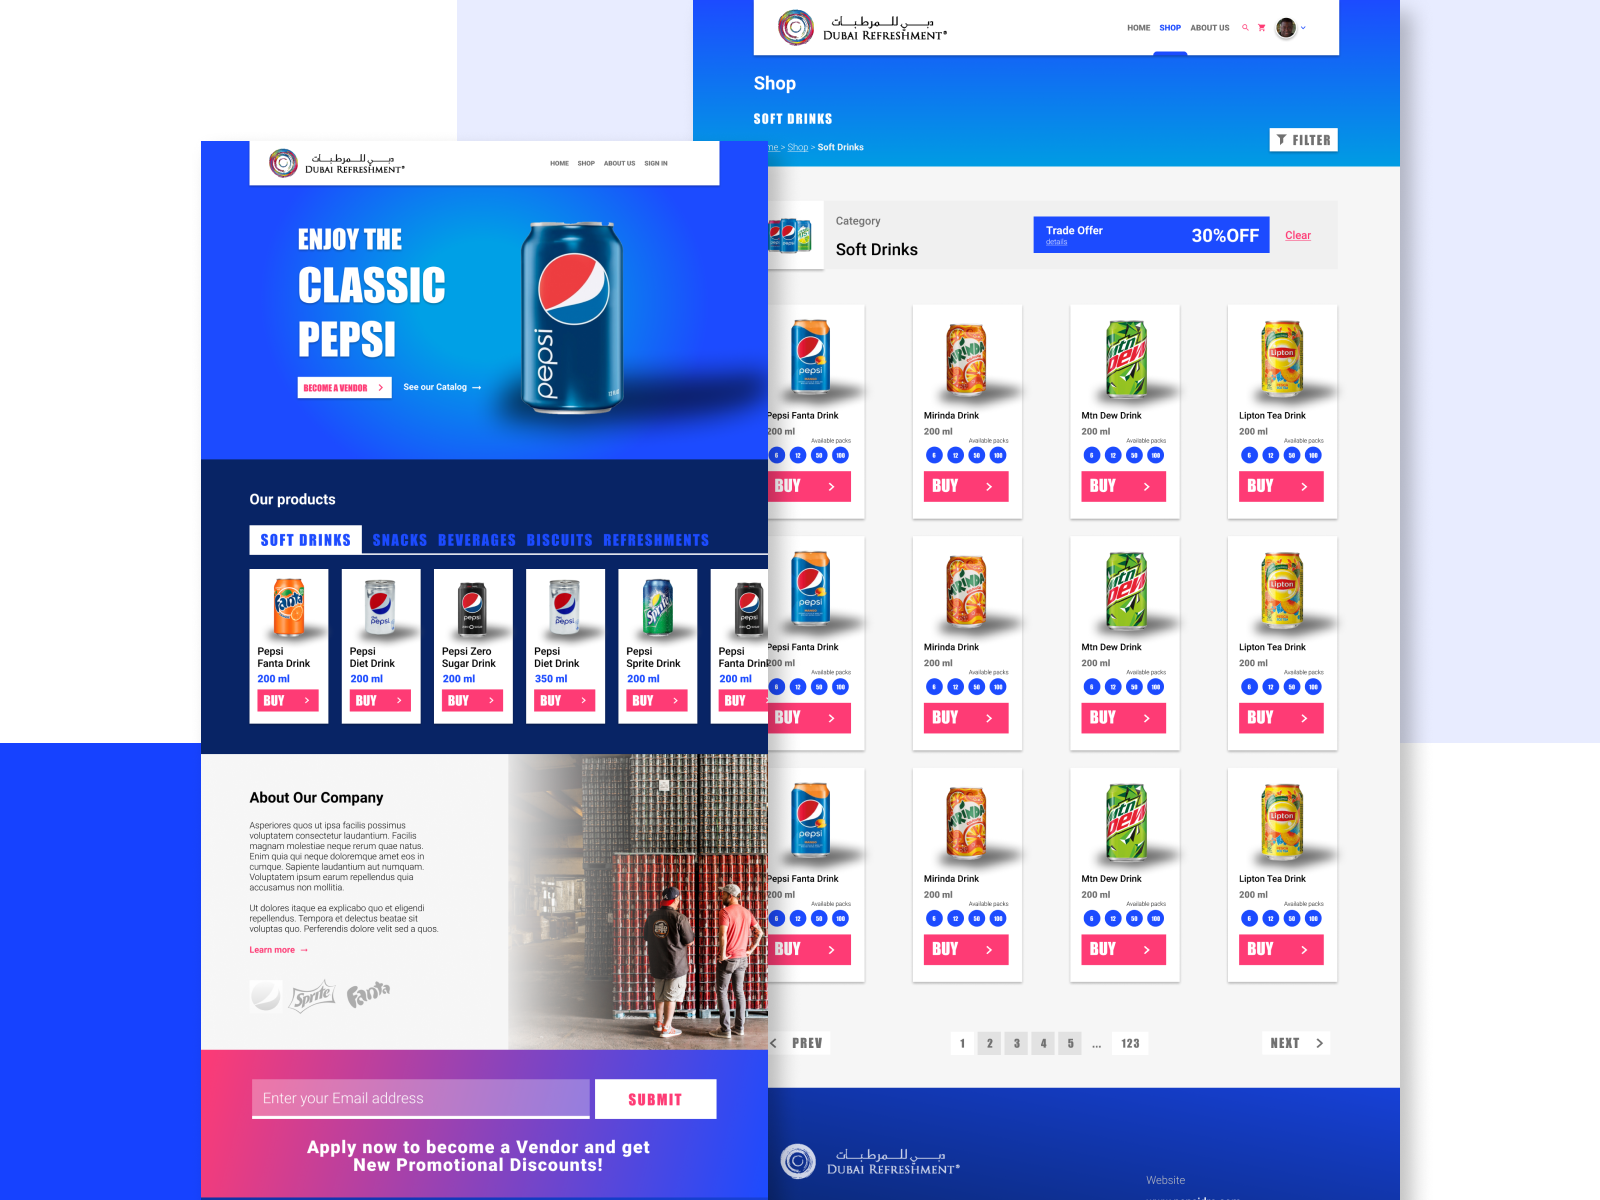 دبـــي للـــمرطبـــات
DUBAI REFRESHMENT®
HOME SHOP ABOUT US
Shop
SOFT DRINKS
Shop > Soft Drinks
FILTER
Category
Soft Drinks
Trade Offer
details
30%OFF
Clear
Pepsi Fanta Drink
200 ml
Available packs
6 12 50 100
BUY
Mirinda Drink
200 ml
Available packs
6 12 50 100
BUY
Mtn Dew Drink
200 ml
Available packs
6 12 50 100
BUY
Lipton Tea Drink
200 ml
Available packs
6 12 50 100
BUY
Pepsi Fanta Drink
200 ml
Available packs
6 12 50 100
BUY
Mirinda Drink
200 ml
Available packs
6 12 50 100
BUY
Mtn Dew Drink
200 ml
Available packs
6 12 50 100
BUY
Lipton Tea Drink
200 ml
Available packs
6 12 50 100
BUY
Pepsi Fanta Drink
200 ml
Available packs
6 12 50 100
BUY
Mirinda Drink
200 ml
Available packs
6 12 50 100
BUY
Mtn Dew Drink
200 ml
Available packs
6 12 50 100
BUY
Lipton Tea Drink
200 ml
Available packs
6 12 50 100
BUY
PREV
1 2 3 4 5 ... 123
NEXT
دبـــي للـــمرطبـــات
DUBAI REFRESHMENT®
Website
دبـــي للـــمرطبـــات
DUBAI REFRESHMENT®
HOME SHOP ABOUT US SIGN IN
ENJOY THE
CLASSIC
PEPSI
BECOME A VENDOR
See our Catalog →
pepsi
Our products
SOFT DRINKS SNACKS BEVERAGES BISCUITS REFRESHMENTS
Fanta
Pepsi
Fanta Drink
200 ml
BUY
pepsi
Pepsi
Diet Drink
200 ml
BUY
pepsi
Pepsi Zero
Sugar Drink
200 ml
BUY
pepsi
Pepsi
Diet Drink
350 ml
BUY
Sprite
Pepsi
Sprite Drink
200 ml
BUY
pepsi
Pepsi
Fanta Drink
200 ml
BUY
About Our Company
Asperiores quos ut ipsa facilis possimus
voluptatem consectetur laudantium. Facilis
magnam molestiae neque rerum quae natus.
Enim quia qui neque doloremque amet eos in
cumque. Sapiente laudantium aut numquam.
Voluptatem ipsum earum repellendus quia
accusamus non mollitia.
Ut dolores itaque ea explicabo quo et eligendi
repellendus. Tempora et delectus beatae sit
voluptas quo. Perferendis dolore velit sed a quos.
Learn more →
Sprite Fanta
Enter your Email address
SUBMIT
Apply now to become a Vendor and get
New Promotional Discounts!